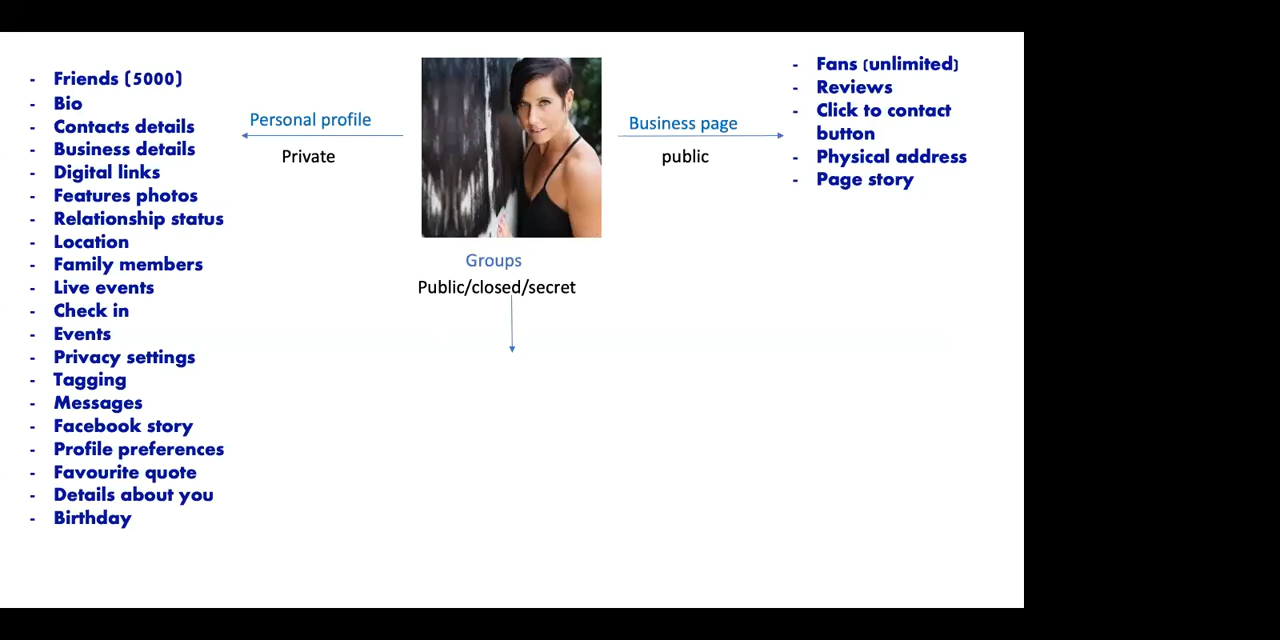 - Friends (5000)
- Bio
- Contacts details
- Business details
- Digital links
- Features photos
- Relationship status
- Location
- Family members
- Live events
- Check in
- Events
- Privacy settings
- Tagging
- Messages
- Facebook story
- Profile preferences
- Favourite quote
- Details about you
- Birthday
Personal profile
Private
Groups
Public/closed/secret
Business page
public
- Fans (unlimited)
- Reviews
- Click to contact
button
- Physical address
- Page story